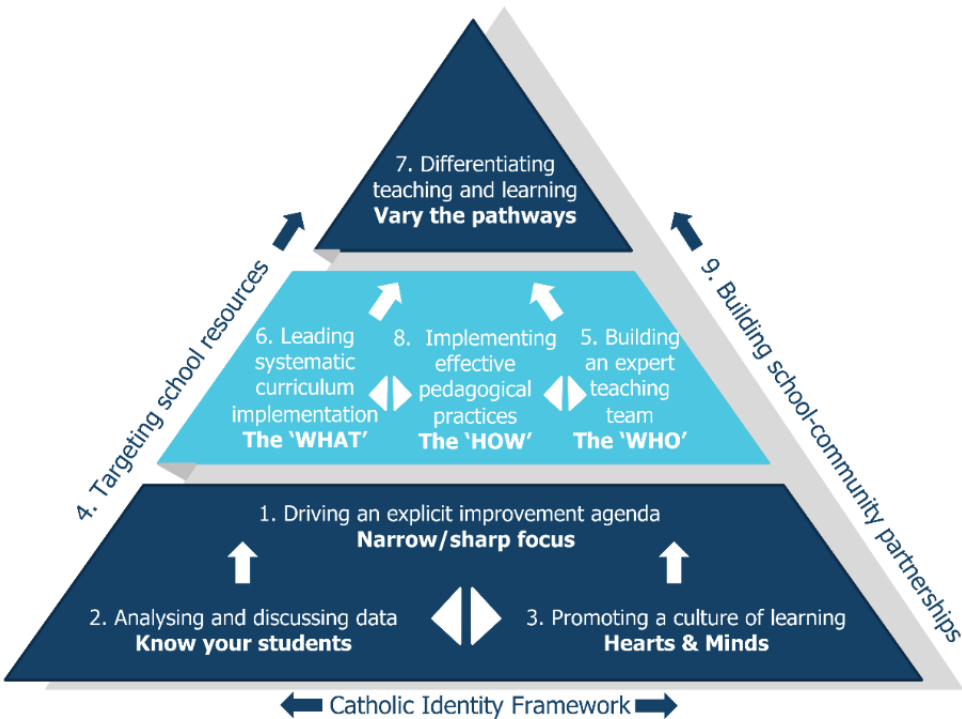 7. Differentiating
teaching and learning
Vary the pathways
6. Leading
systematic
curriculum
implementation
The ‘WHAT’
8. Implementing
effective
pedagogical
practices
The ‘HOW’
5. Building
an expert
teaching
team
The ‘WHO’
1. Driving an explicit improvement agenda
Narrow/sharp focus
2. Analysing and discussing data
Know your students
3. Promoting a culture of learning
Hearts & Minds
4. Targeting school resources
9. Building school-community partnerships
Catholic Identity Framework